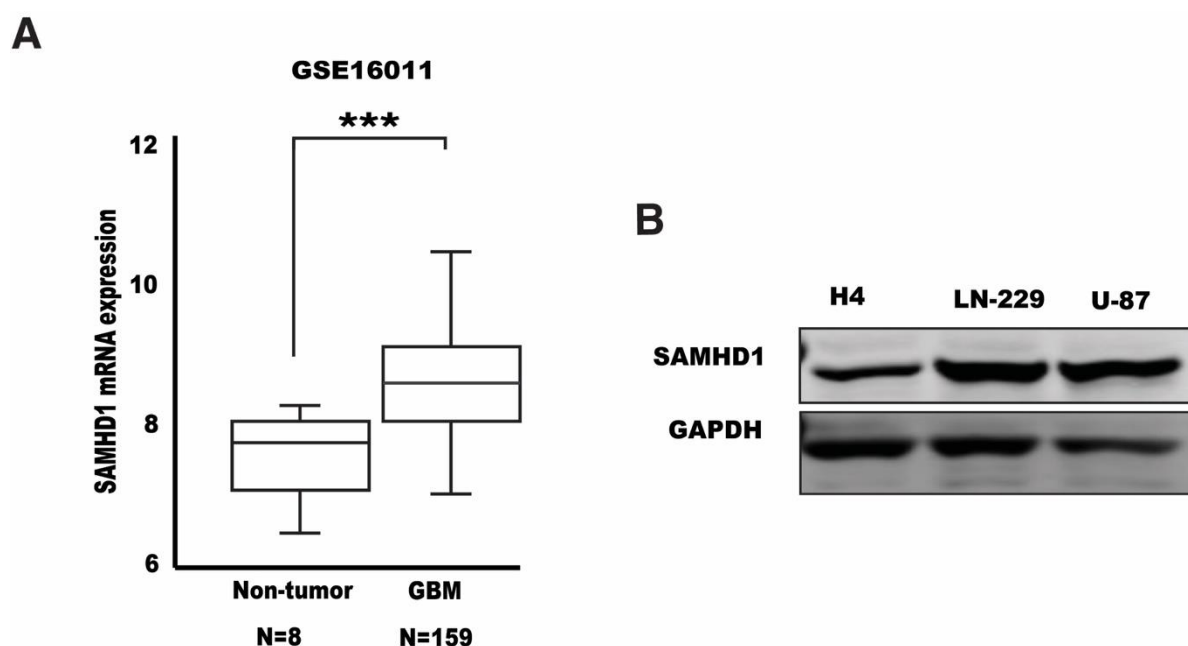 A
GSE16011
***
12
10
8
6
SAMHD1 mRNA expression
Non-tumor GBM
N=8 N=159
B
H4 LN-229 U-87
SAMHD1
GAPDH